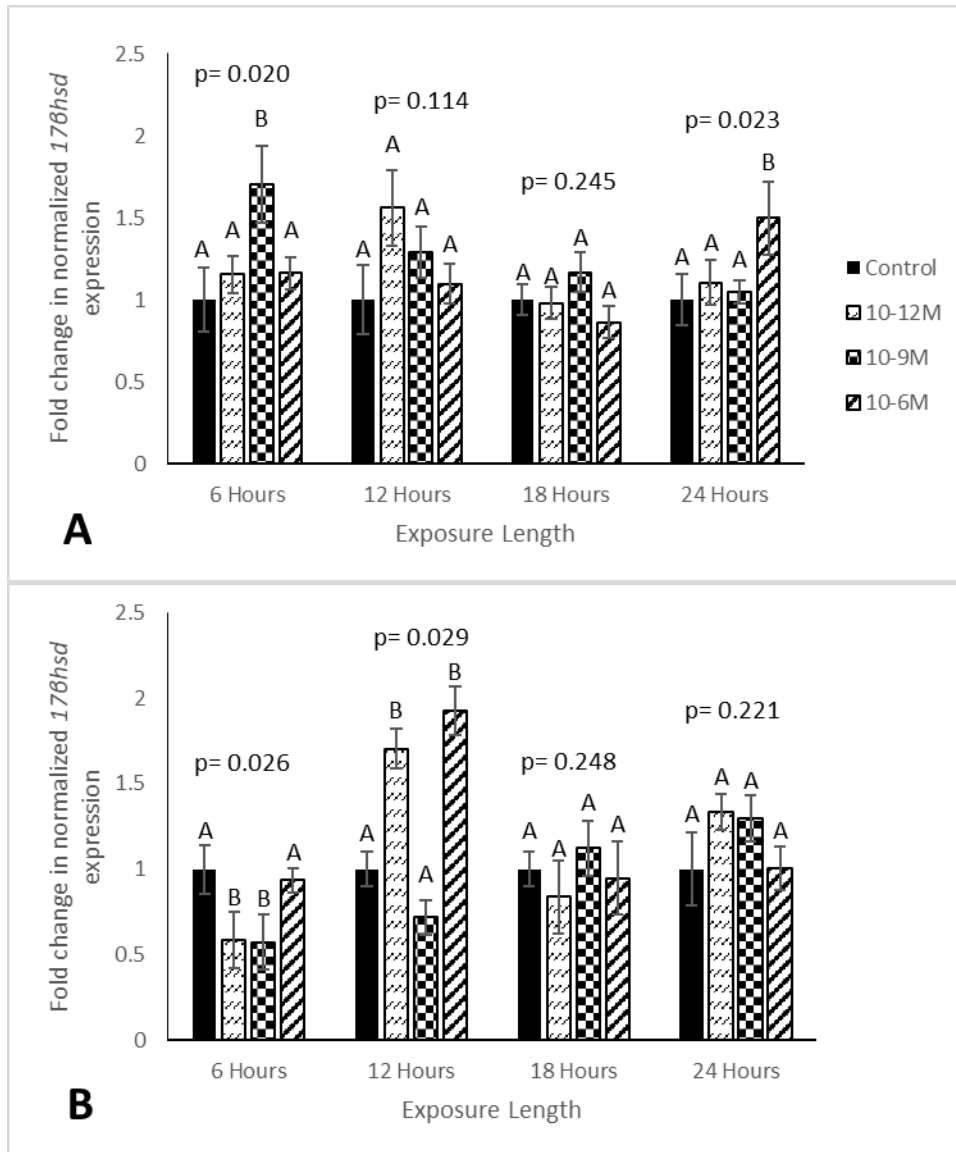 2.5
2
1.5
1
0.5
0
Fold change in normalized 17βhsd
expression
p= 0.020
p= 0.114
p= 0.245
p= 0.023
A
A
B
A
A
A
A
A
A
A
A
A
A
A
A
B
6 Hours
12 Hours
18 Hours
24 Hours
Exposure Length
A
Control
10-12M
10-9M
10-6M
2.5
2
1.5
1
0.5
0
Fold change in normalized 17βhsd
expression
p= 0.026
p= 0.029
p= 0.248
p= 0.221
A
B
B
A
A
B
A
B
A
A
A
A
A
A
A
A
6 Hours
12 Hours
18 Hours
24 Hours
Exposure Length
B